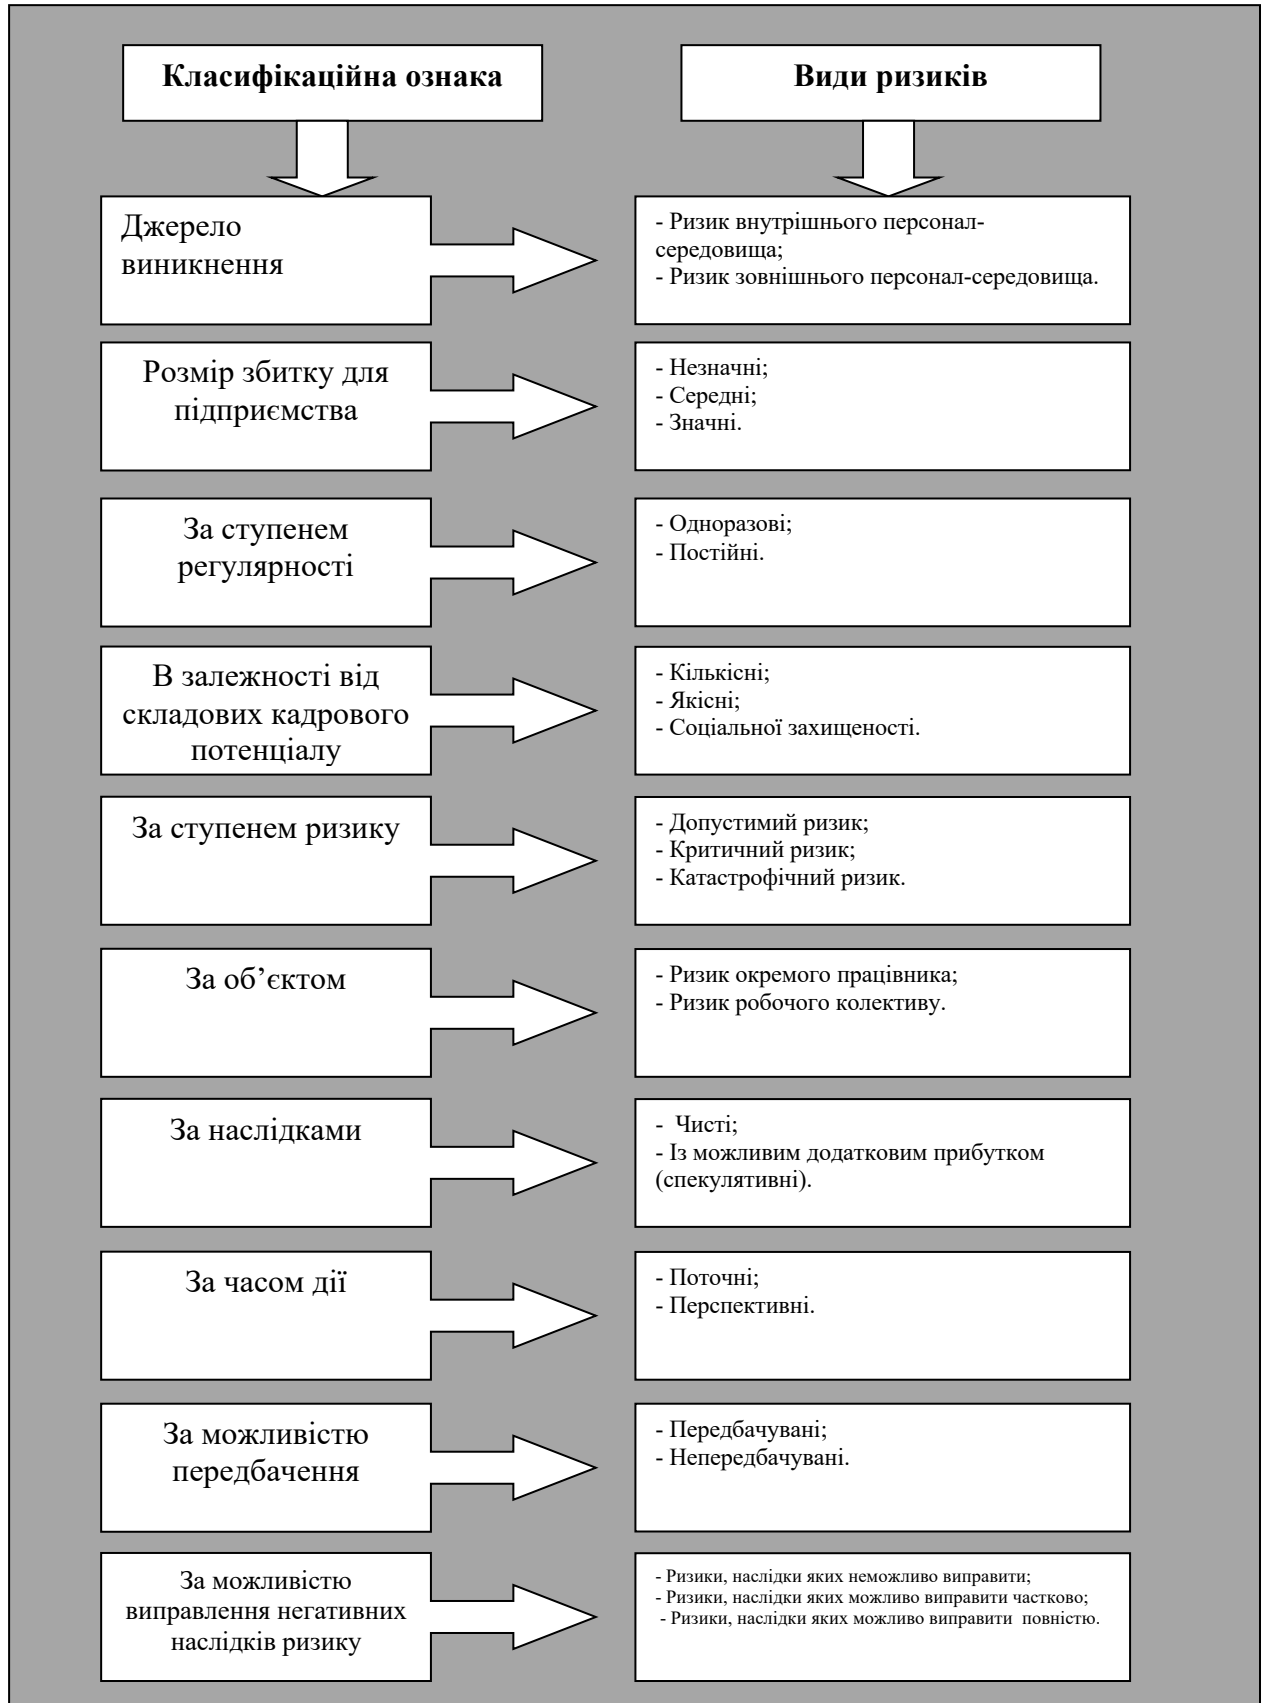 Класифікаційна ознака
Види ризиків
Джерело
виникнення
- Ризик внутрішнього персонал-
середовища;
- Ризик зовнішнього персонал-середовища.
Розмір збитку для
підприємства
- Незначні;
- Середні;
- Значні.
За ступенем
регулярності
- Одноразові;
- Постійні.
В залежності від
складових кадрового
потенціалу
- Кількісні;
- Якісні;
- Соціальної захищеності.
За ступенем ризику
- Допустимий ризик;
- Критичний ризик;
- Катастрофічний ризик.
За об’єктом
- Ризик окремого працівника;
- Ризик робочого колективу.
За наслідками
- Чисті;
- Із можливим додатковим прибутком
(спекулятивні).
За часом дії
- Поточні;
- Перспективні.
За можливістю
передбачення
- Передбачувані;
- Непередбачувані.
За можливістю
виправлення негативних
наслідків ризику
- Ризики, наслідки яких неможливо виправити;
- Ризики, наслідки яких можливо виправити частково;
- Ризики, наслідки яких можливо виправити повністю.